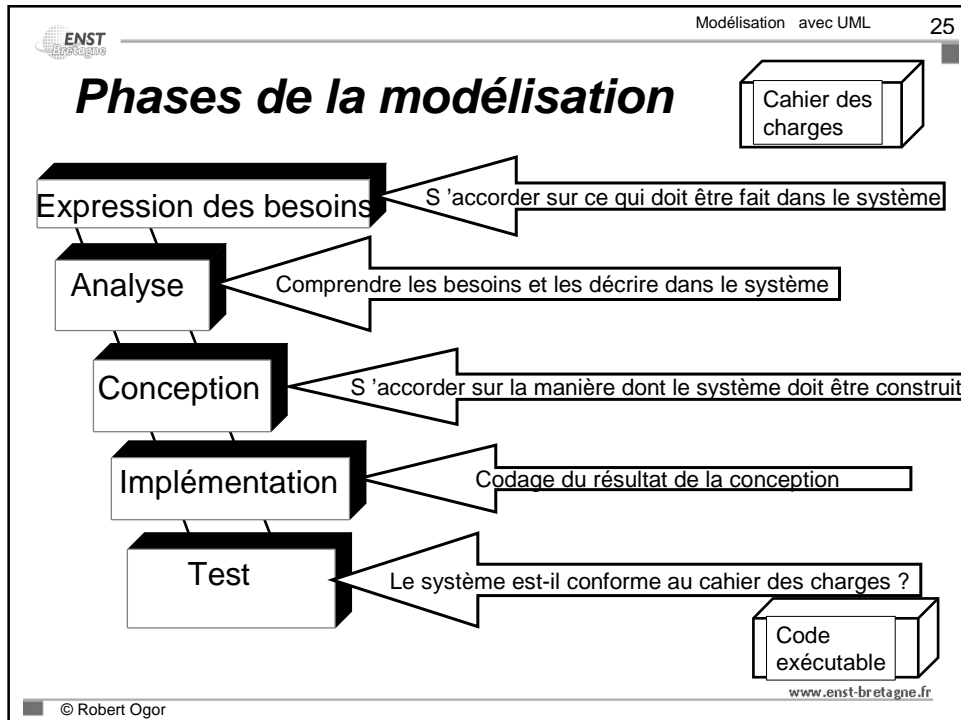 Modélisation avec UML
25
ENST
Bretagne
Phases de la modélisation
Cahier des
charges
Expression des besoins
S ’accorder sur ce qui doit être fait dans le système
Analyse
Comprendre les besoins et les décrire dans le système
Conception
S ’accorder sur la manière dont le système doit être construit
Implémentation
Codage du résultat de la conception
Test
Le système est-il conforme au cahier des charges ?
Code
exécutable
www.enst-bretagne.fr
© Robert Ogor